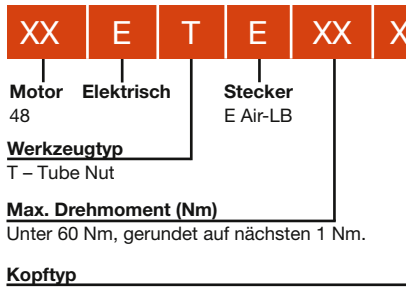 XX E T E XX X
Motor Elektrisch Stecker
48 E Air-LB
Werkzeugtyp
T – Tube Nut
Max. Drehmoment (Nm)
Unter 60 Nm, gerundet auf nächsten 1 Nm.
Kopftyp